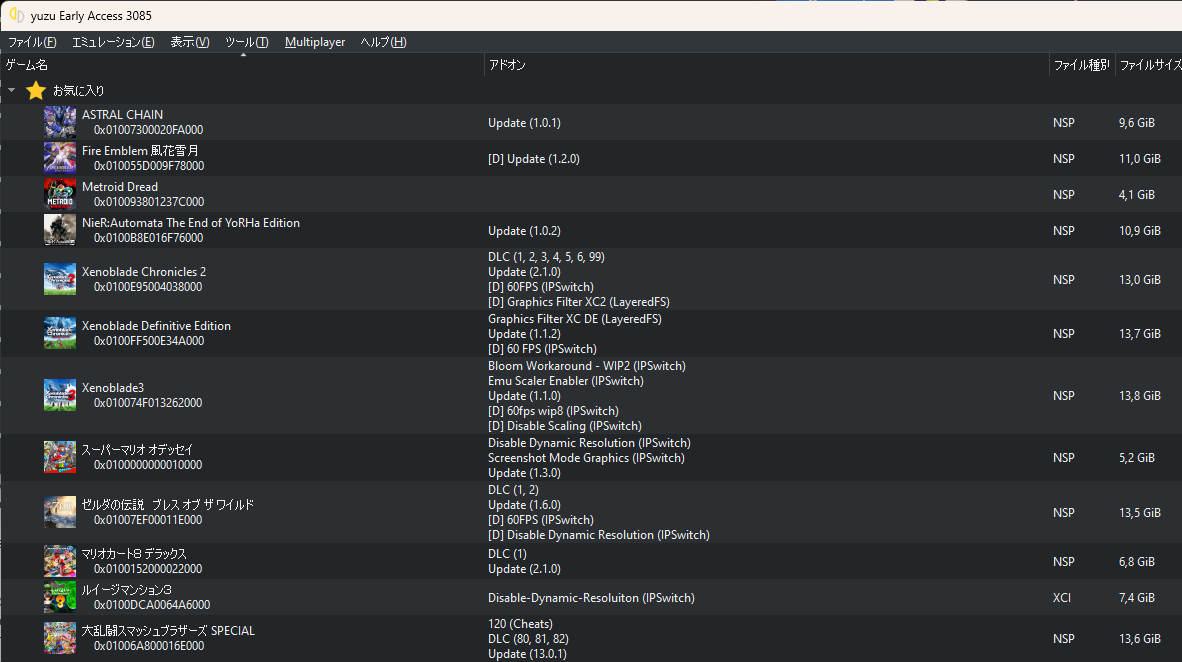 yuzu Early Access 3085
ファイル(F) エミュレーション(E) 表示(V) ツール(T) Multiplayer ヘルプ(H)
ゲーム名 アドオン ファイル種別 ファイルサイズ
お気に入り
ASTRAL CHAIN
0x01007300020FA000
Update (1.0.1) NSP 9,6 GiB
Fire Emblem 風花雪月
0x010055D009F78000
[D] Update (1.2.0) NSP 11,0 GiB
Metroid Dread
0x010093801237C000
NSP 4,1 GiB
NieR:Automata The End of YoRHa Edition
0x0100B8E016F76000
Update (1.0.2) NSP 10,9 GiB
Xenoblade Chronicles 2
0x0100E95004038000
DLC (1, 2, 3, 4, 5, 6, 99)
Update (2.1.0)
[D] 60FPS (IPSwitch)
[D] Graphics Filter XC2 (LayeredFS)
NSP 13,0 GiB
Xenoblade Definitive Edition
0x0100FF500E34A000
Graphics Filter XC DE (LayeredFS)
Update (1.1.2)
[D] 60 FPS (IPSwitch)
NSP 13,7 GiB
Xenoblade3
0x010074F013262000
Bloom Workaround - WIP2 (IPSwitch)
Emu Scaler Enabler (IPSwitch)
Update (1.1.0)
[D] 60fps wip8 (IPSwitch)
[D] Disable Scaling (IPSwitch)
NSP 13,8 GiB
スーパーマリオ オデッセイ
0x0100000000010000
Disable Dynamic Resolution (IPSwitch)
Screenshot Mode Graphics (IPSwitch)
Update (1.3.0)
NSP 5,2 GiB
ゼルダの伝説 ブレス オブ ザ ワイルド
0x01007EF00011E000
DLC (1, 2)
Update (1.6.0)
[D] 60FPS (IPSwitch)
[D] Disable Dynamic Resolution (IPSwitch)
NSP 13,5 GiB
マリオカート8 デラックス
0x0100152000022000
DLC (1)
Update (2.1.0)
NSP 6,8 GiB
ルイージマンション3
0x0100DCA0064A6000
Disable-Dynamic-Resoluiton (IPSwitch) XCI 7,4 GiB
大乱闘スマッシュブラザーズ SPECIAL
0x01006A800016E000
120 (Cheats)
DLC (80, 81, 82)
Update (13.0.1)
NSP 13,6 GiB